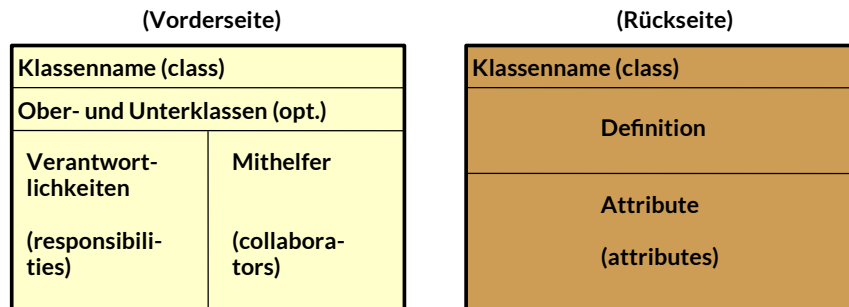 (Vorderseite)
Klassenname (class)
Ober- und Unterklassen (opt.)
Verantwort-
lichkeiten
(responsibili-
ties)
Mithelfer
(collabora-
tors)
(Rückseite)
Klassenname (class)
Definition
Attribute
(attributes)